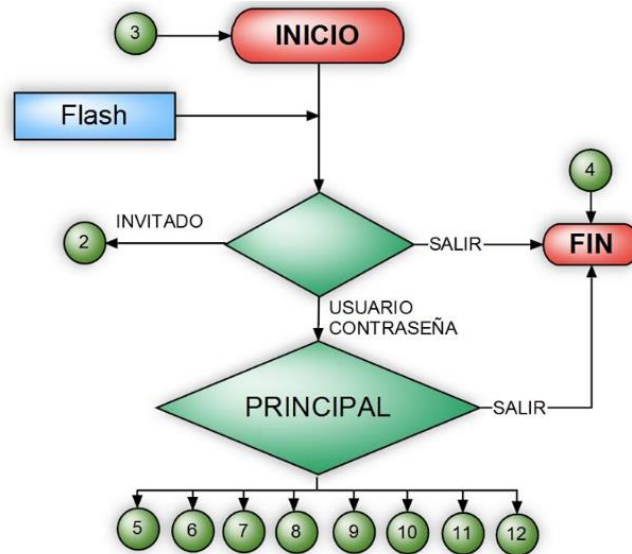 3
INICIO
Flash
4
2
INVITADO
SALIR
FIN
USUARIO
CONTRASEÑA
PRINCIPAL
SALIR
5 6 7 8 9 10 11 12